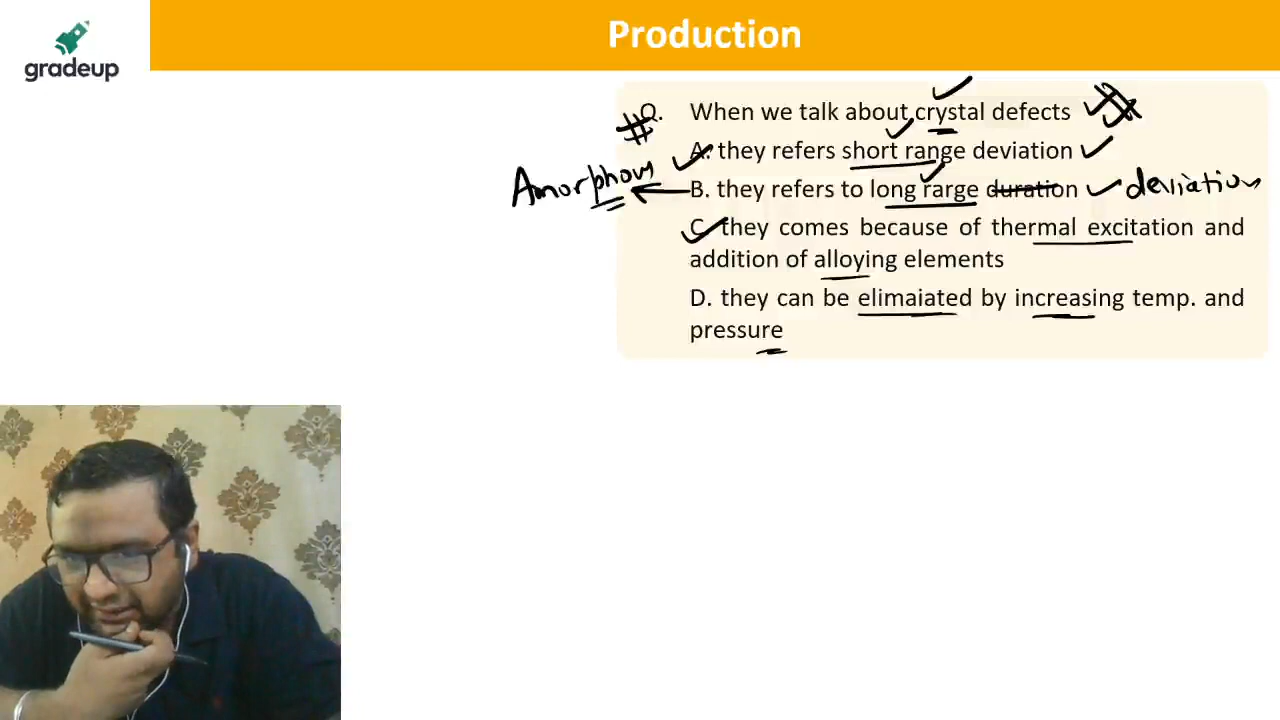 Production
gradeup
Q. When we talk about crystal defects
A. they refers short range deviation
Amorphous
B. they refers to long rarge duration deviation
C. they comes because of thermal excitation and
addition of alloying elements
D. they can be elimaiated by increasing temp. and
pressure